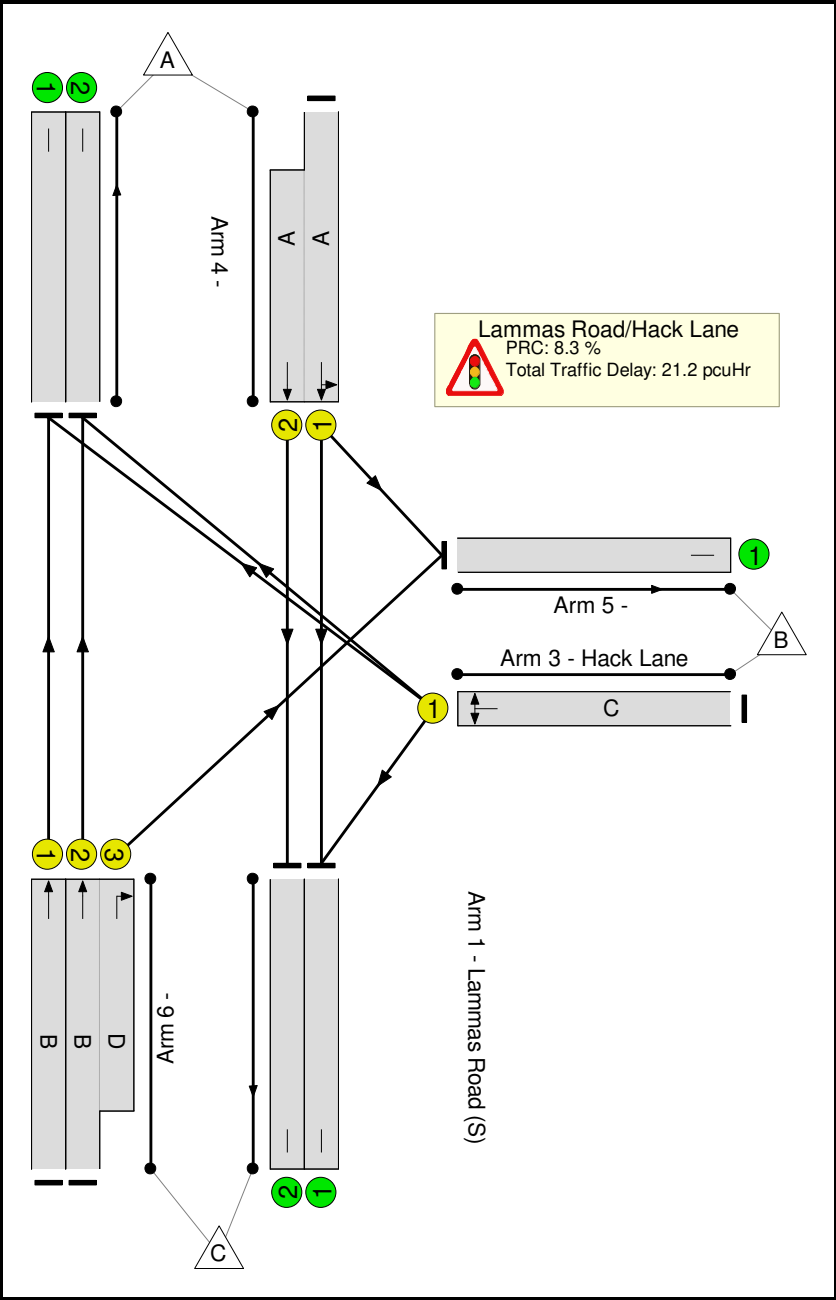 A
1
2
Arm 4 -
A
A
2
1
Lammas Road/Hack Lane
PRC: 8.3 %
Total Traffic Delay: 21.2 pcuHr
1
Arm 5 -
B
Arm 3 - Hack Lane
1
C
1
2
3
B
B
D
Arm 6 -
Arm 1 - Lammas Road (S)
2
1
C